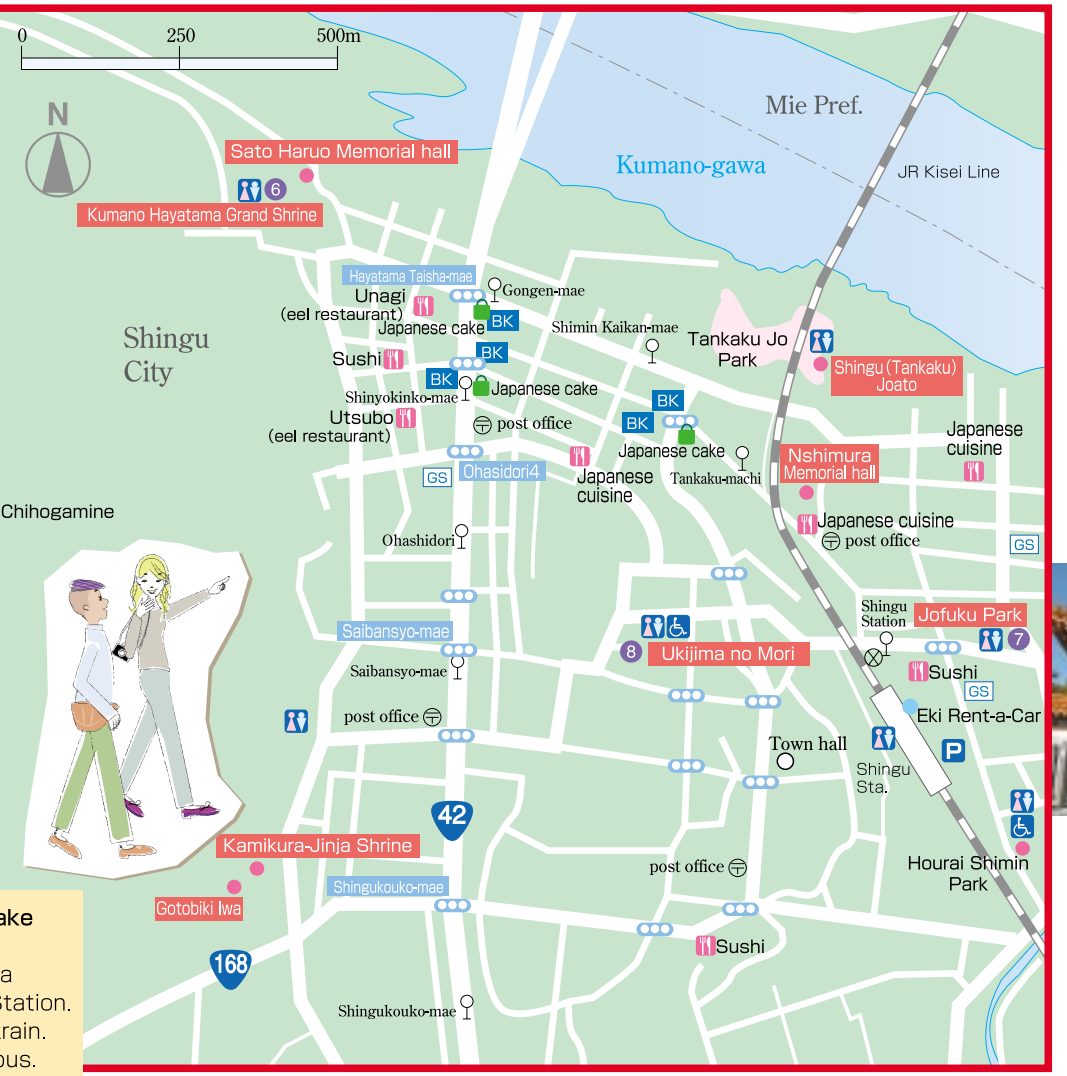 0 250 500m
N
Mie Pref.
Kumano-gawa
JR Kisei Line
Sato Haruo Memorial hall
6
Kumano Hayatama Grand Shrine
Hayatama Taisha-mae
Unagi
(eel restaurant)
Gongen-mae
Japanese cake
BK
Shimin Kaikan-mae
Shingu
City
Tankaku Jo
Park
Shingu (Tankaku)
Joato
Sushi
BK
BK
Shinyokinko-mae
Japanese cake
Utsubo
(eel restaurant)
〒 post office
BK
BK
Japanese cake
Tankaku-machi
Japanese
cuisine
Nshimura
Memorial hall
GS
Ohasidori4
Japanese
cuisine
Chihogamine
Japanese cuisine
〒 post office
GS
Ohashidori
Shingu
Station
Jofuku Park
7
Saibansyo-mae
8
Ukijima no Mori
Saibansyo-mae
Sushi
GS
Eki Rent-a-Car
post office 〒
Town hall
P
Shingu
Sta.
42
Kamikura-Jinja Shrine
Gotobiki Iwa
Shingukouko-mae
post office 〒
Hourai Shimin
Park
168
Sushi
Shingukouko-mae
ake
a
Station.
train.
ous.